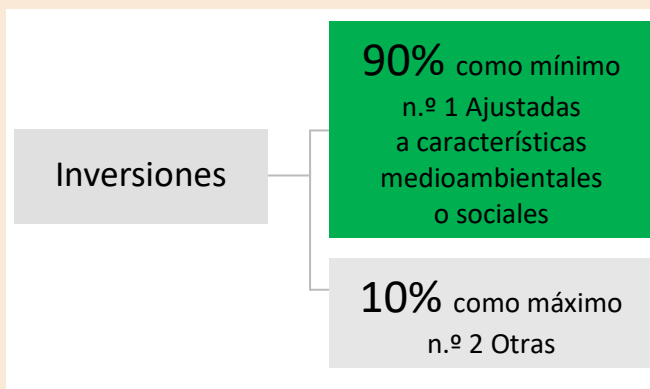 Inversiones
90% como mínimo
n.º 1 Ajustadas
a características
medioambientales
o sociales
10% como máximo
n.º 2 Otras